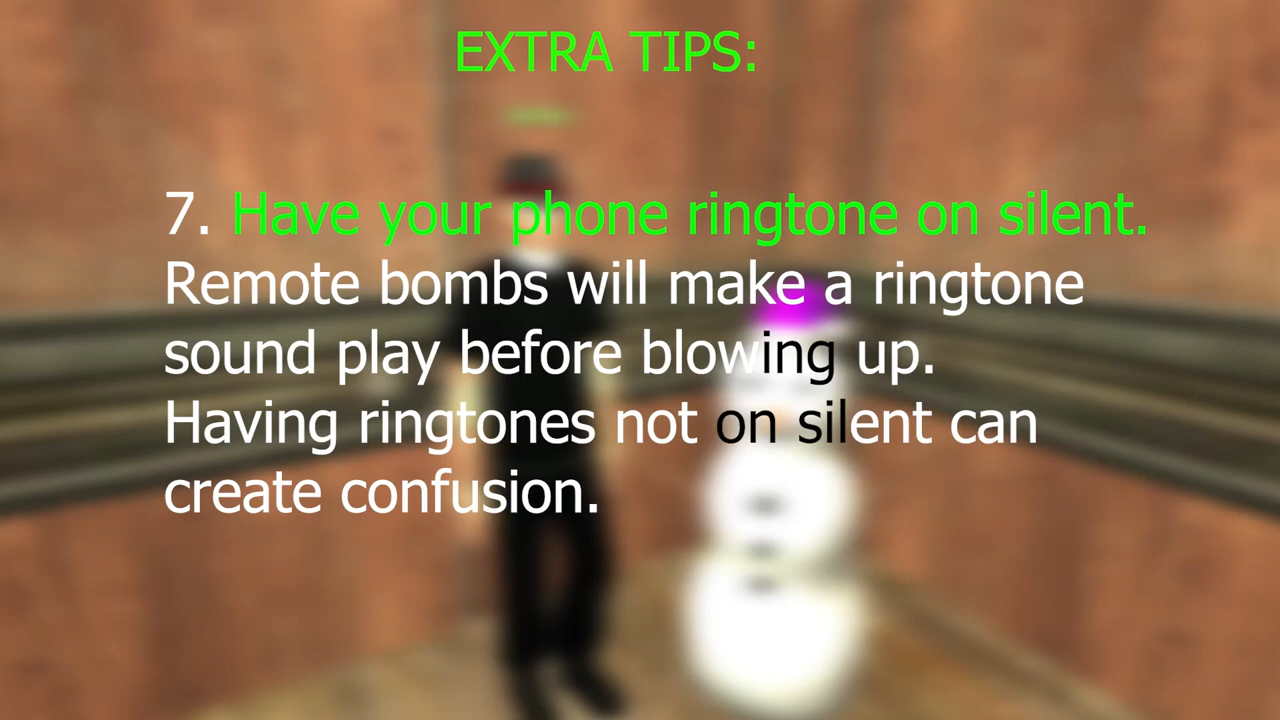 EXTRA TIPS:
7. Have your phone ringtone on silent.
Remote bombs will make a ringtone
sound play before blowing up.
Having ringtones not on silent can
create confusion.